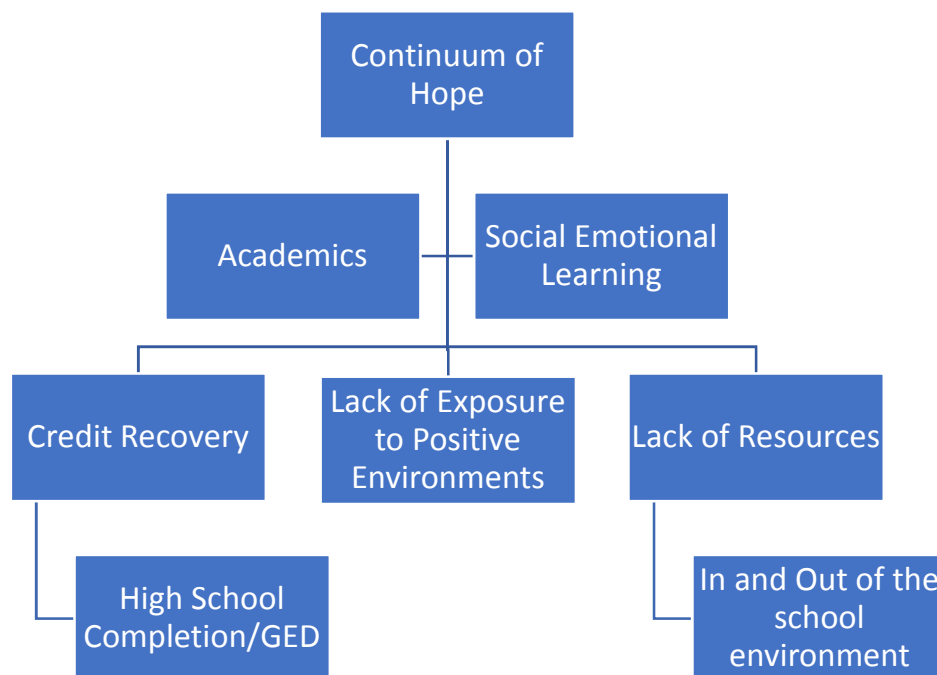 Continuum of
Hope
Academics
Social Emotional
Learning
Credit Recovery
Lack of Exposure
to Positive
Environments
Lack of Resources
High School
Completion/GED
In and Out of the
school
environment